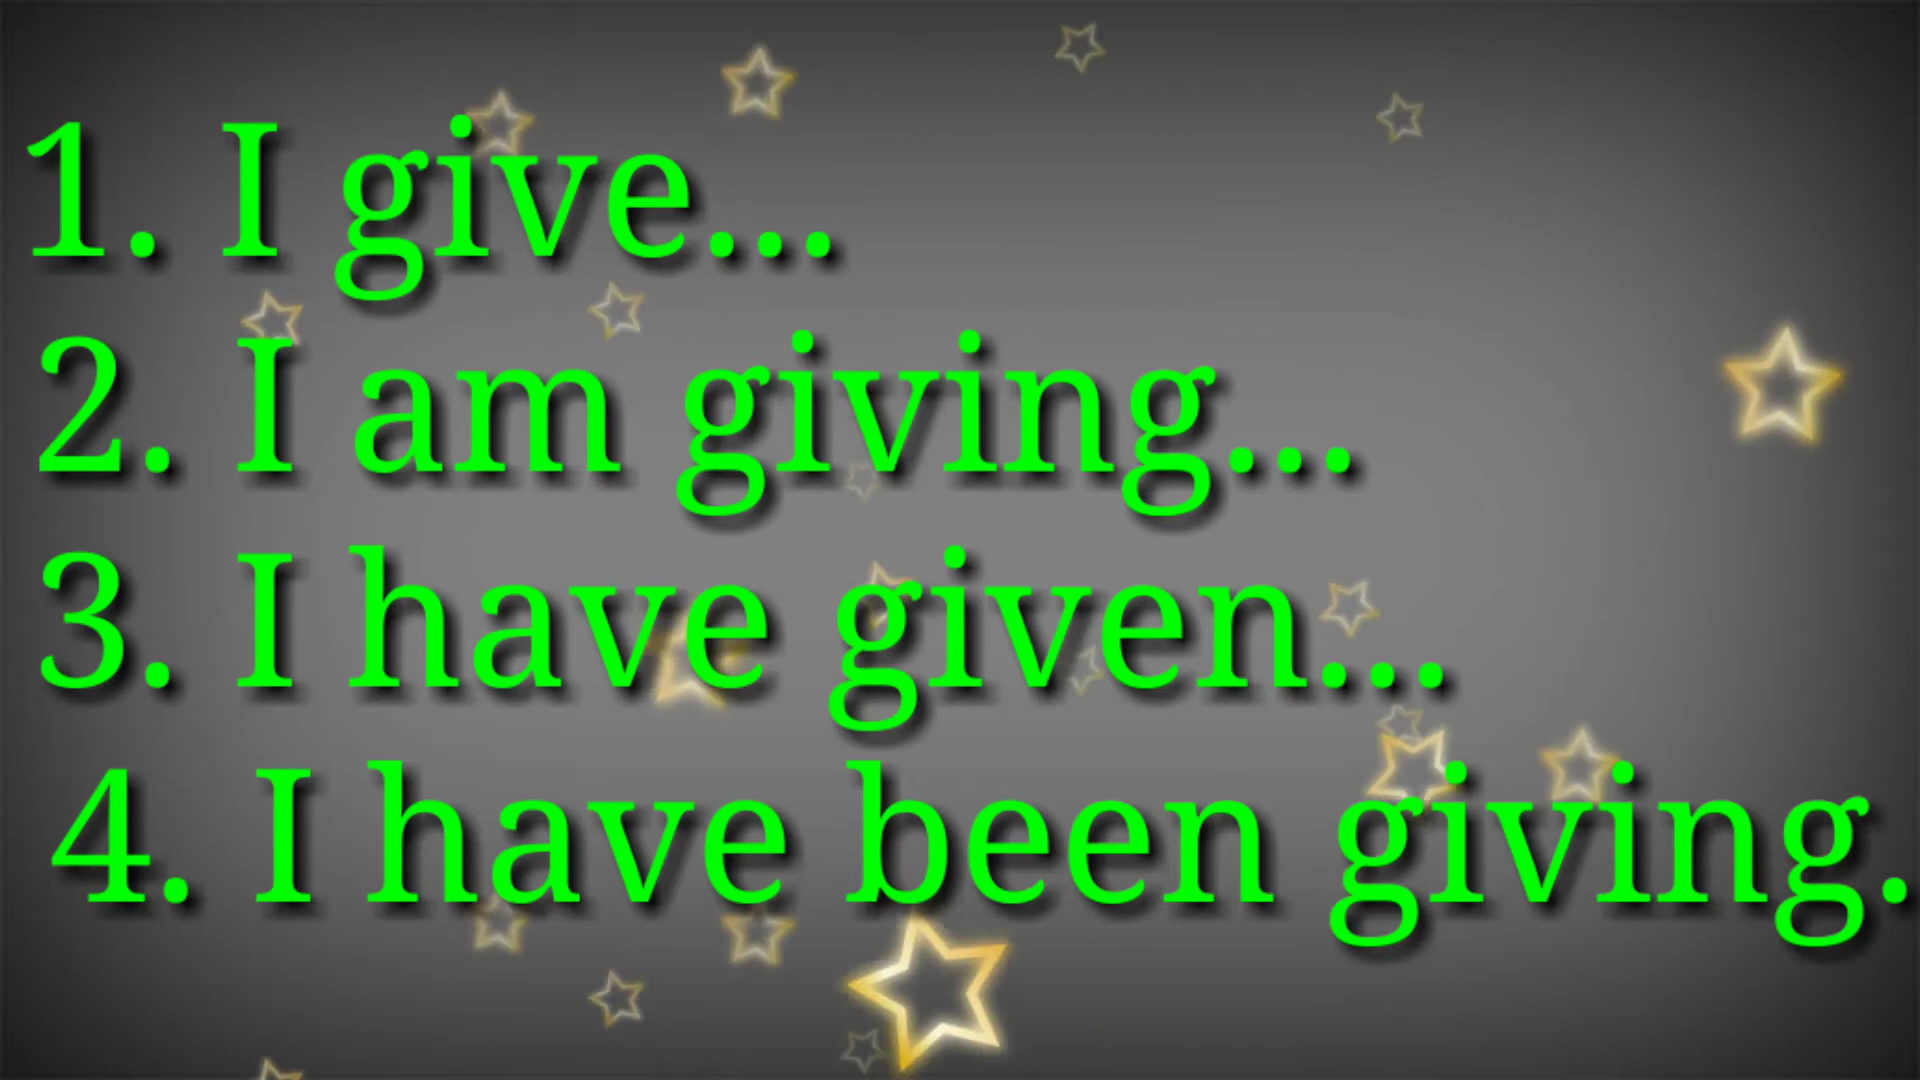 1. I give...
2. I am giving...
3. I have given...
4. I have been giving.